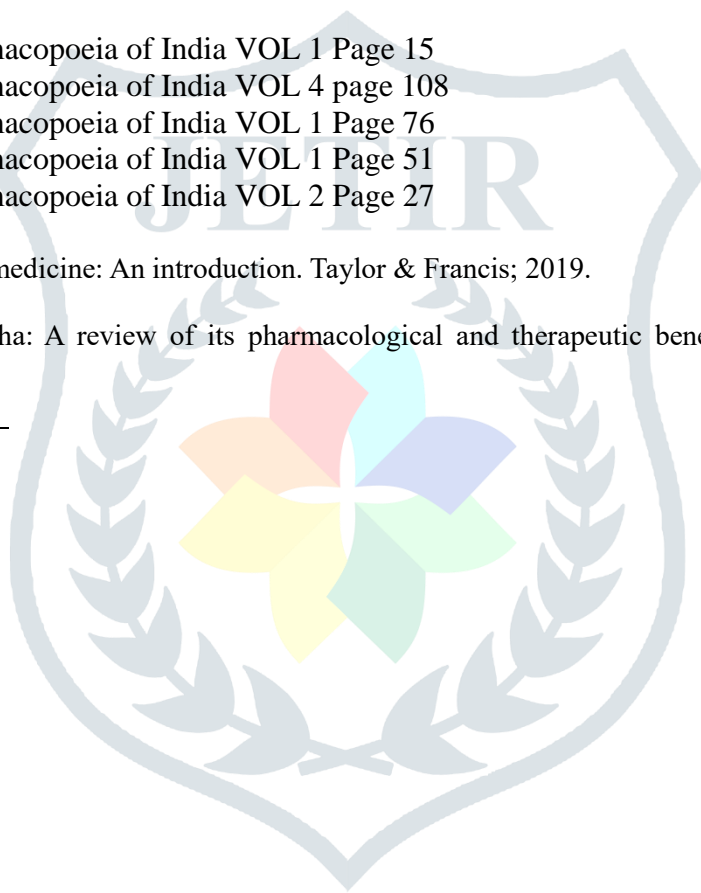 nacopoeia of India VOL 1 Page 15
nacopoeia of India VOL 4 page 108
nacopoeia of India VOL 1 Page 76
nacopoeia of India VOL 1 Page 51
nacopoeia of India VOL 2 Page 27
JETIR
medicine: An introduction. Taylor & Francis; 2019.
ha: A review of its pharmacological and therapeutic bene